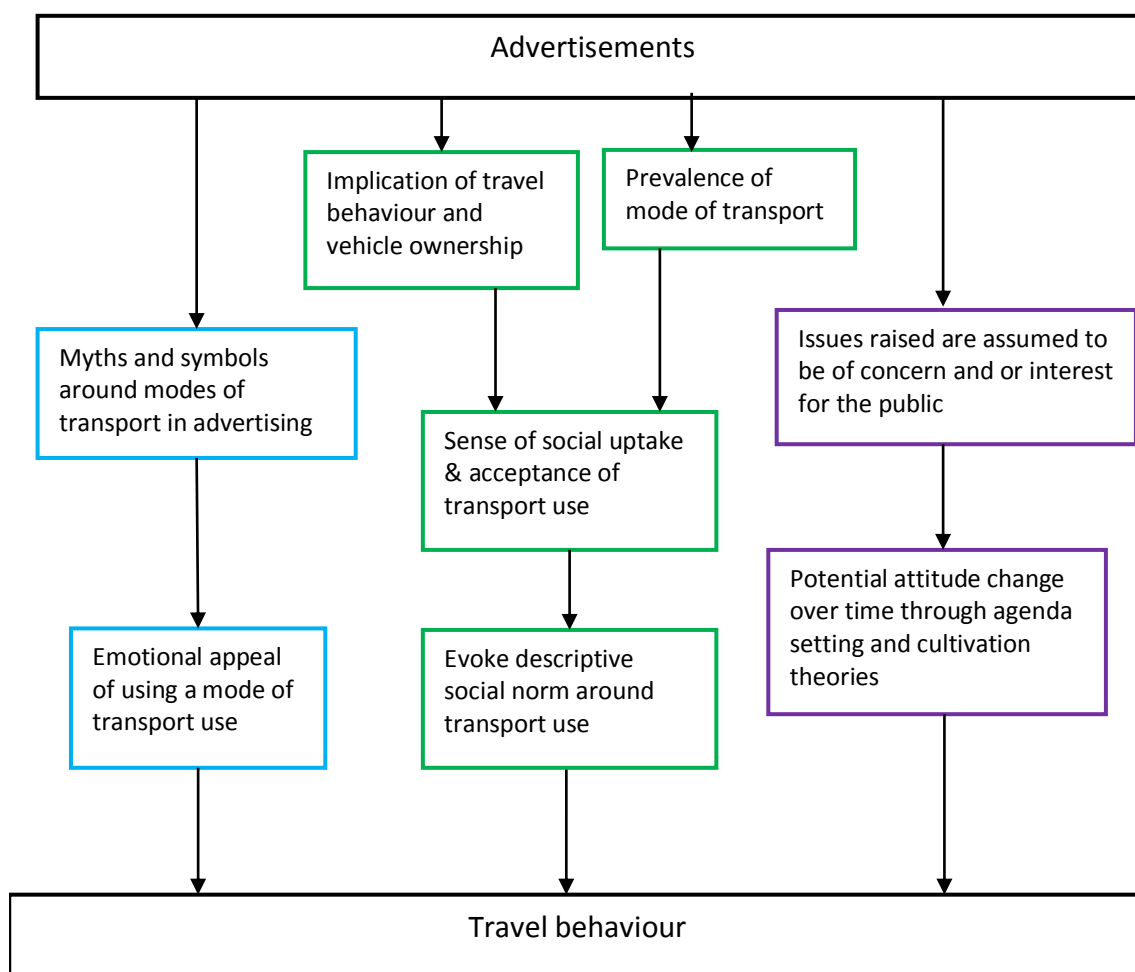 Advertisements
Implication of travel
behaviour and
vehicle ownership
Prevalence of
mode of transport
Myths and symbols
around modes of
transport in advertising
Issues raised are assumed to
be of concern and or interest
for the public
Sense of social uptake
& acceptance of
transport use
Potential attitude change
over time through agenda
setting and cultivation
theories
Emotional appeal
of using a mode of
transport use
Evoke descriptive
social norm around
transport use
Travel behaviour